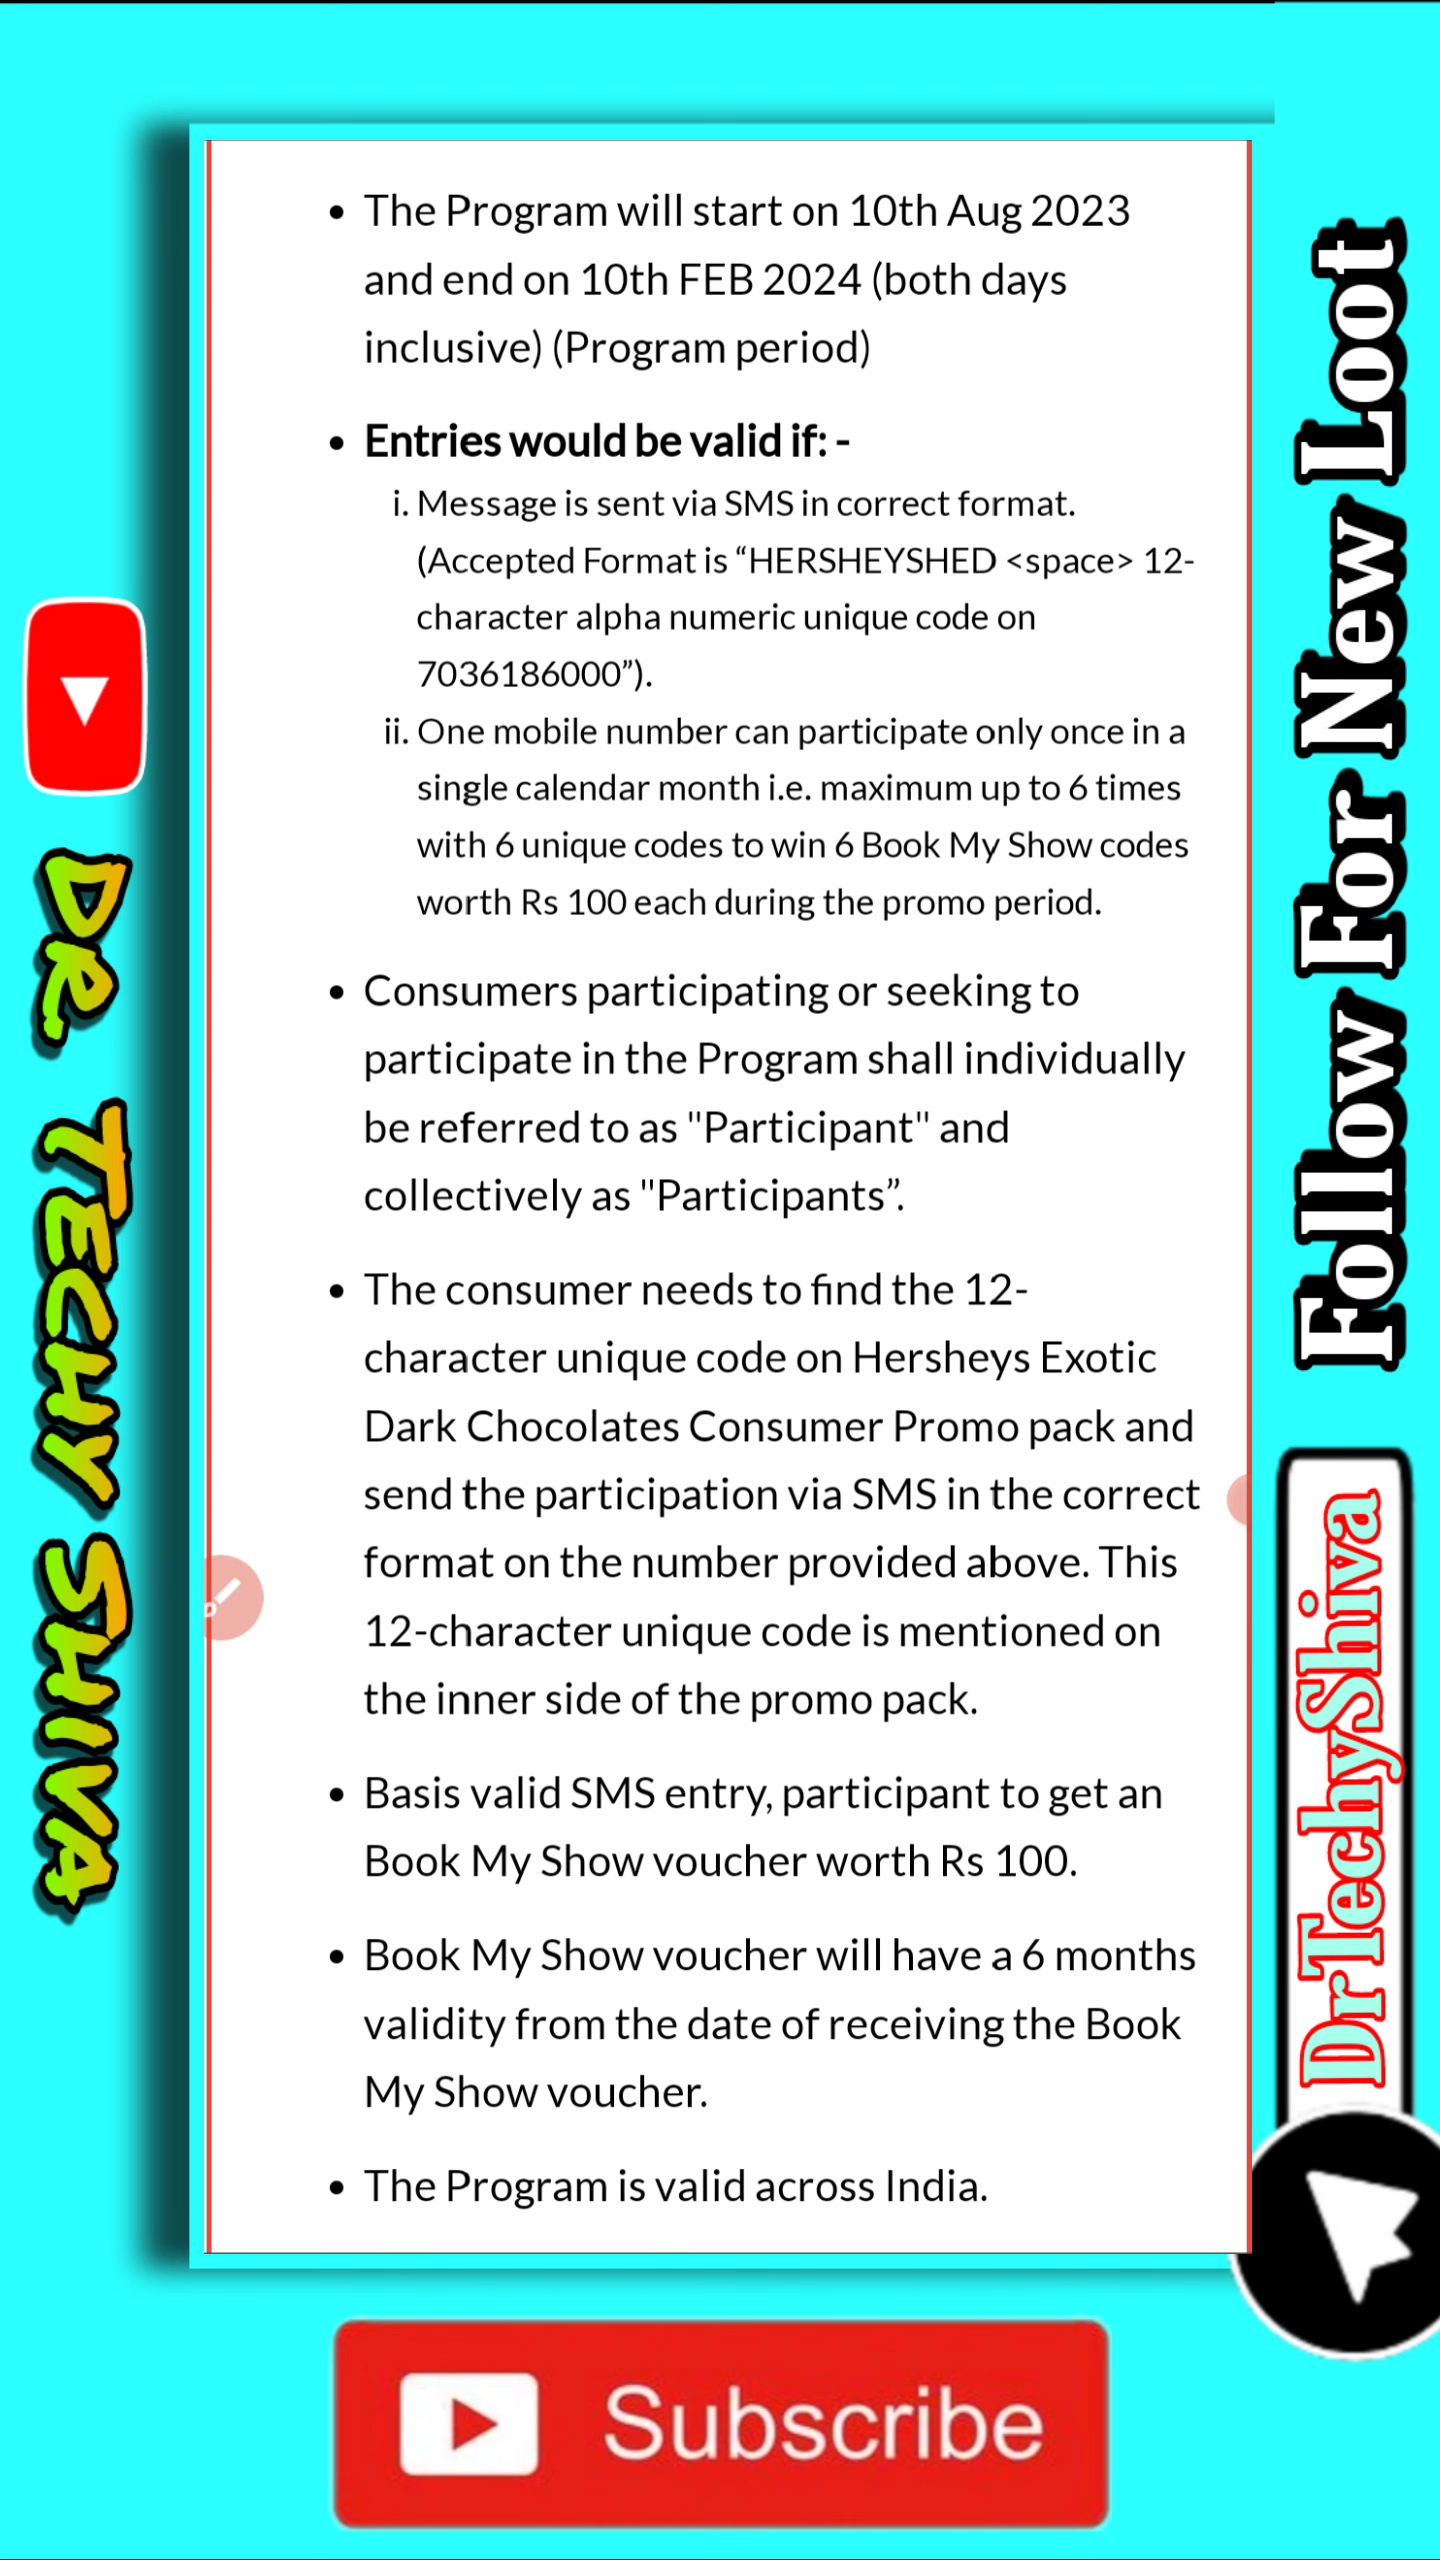 • The Program will start on 10th Aug 2023
and end on 10th FEB 2024 (both days
inclusive) (Program period)
• Entries would be valid if: -
i. Message is sent via SMS in correct format.
(Accepted Format is “HERSHEYSHED <space> 12-
character alpha numeric unique code on
7036186000”).
ii. One mobile number can participate only once in a
single calendar month i.e. maximum up to 6 times
with 6 unique codes to win 6 Book My Show codes
worth Rs 100 each during the promo period.
• Consumers participating or seeking to
participate in the Program shall individually
be referred to as "Participant" and
collectively as "Participants”.
• The consumer needs to find the 12-
character unique code on Hersheys Exotic
Dark Chocolates Consumer Promo pack and
send the participation via SMS in the correct
format on the number provided above. This
12-character unique code is mentioned on
the inner side of the promo pack.
• Basis valid SMS entry, participant to get an
Book My Show voucher worth Rs 100.
• Book My Show voucher will have a 6 months
validity from the date of receiving the Book
My Show voucher.
• The Program is valid across India.
DR. TECHY SHIVA
Follow For New Loot
DrTechyShiva
Subscribe